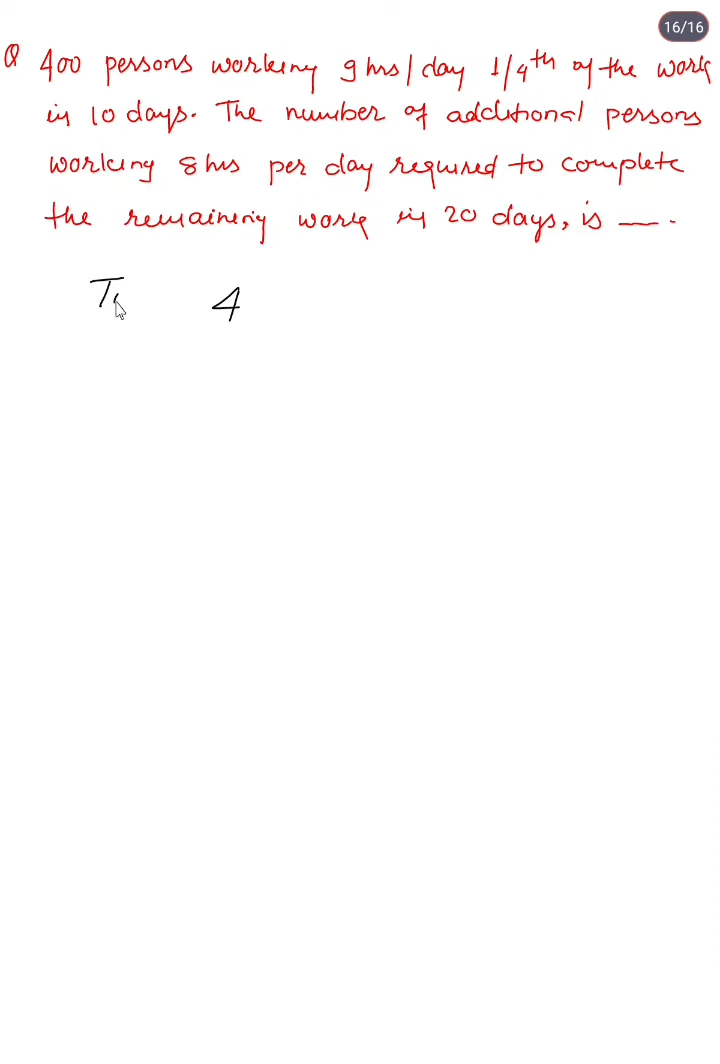 16/16
Q 400 persons working 9 hrs/day 1/4th of the work
in 10 days. The number of additional persons
working 8 hrs per day required to complete
the remaining work in 20 days, is —.
T 4